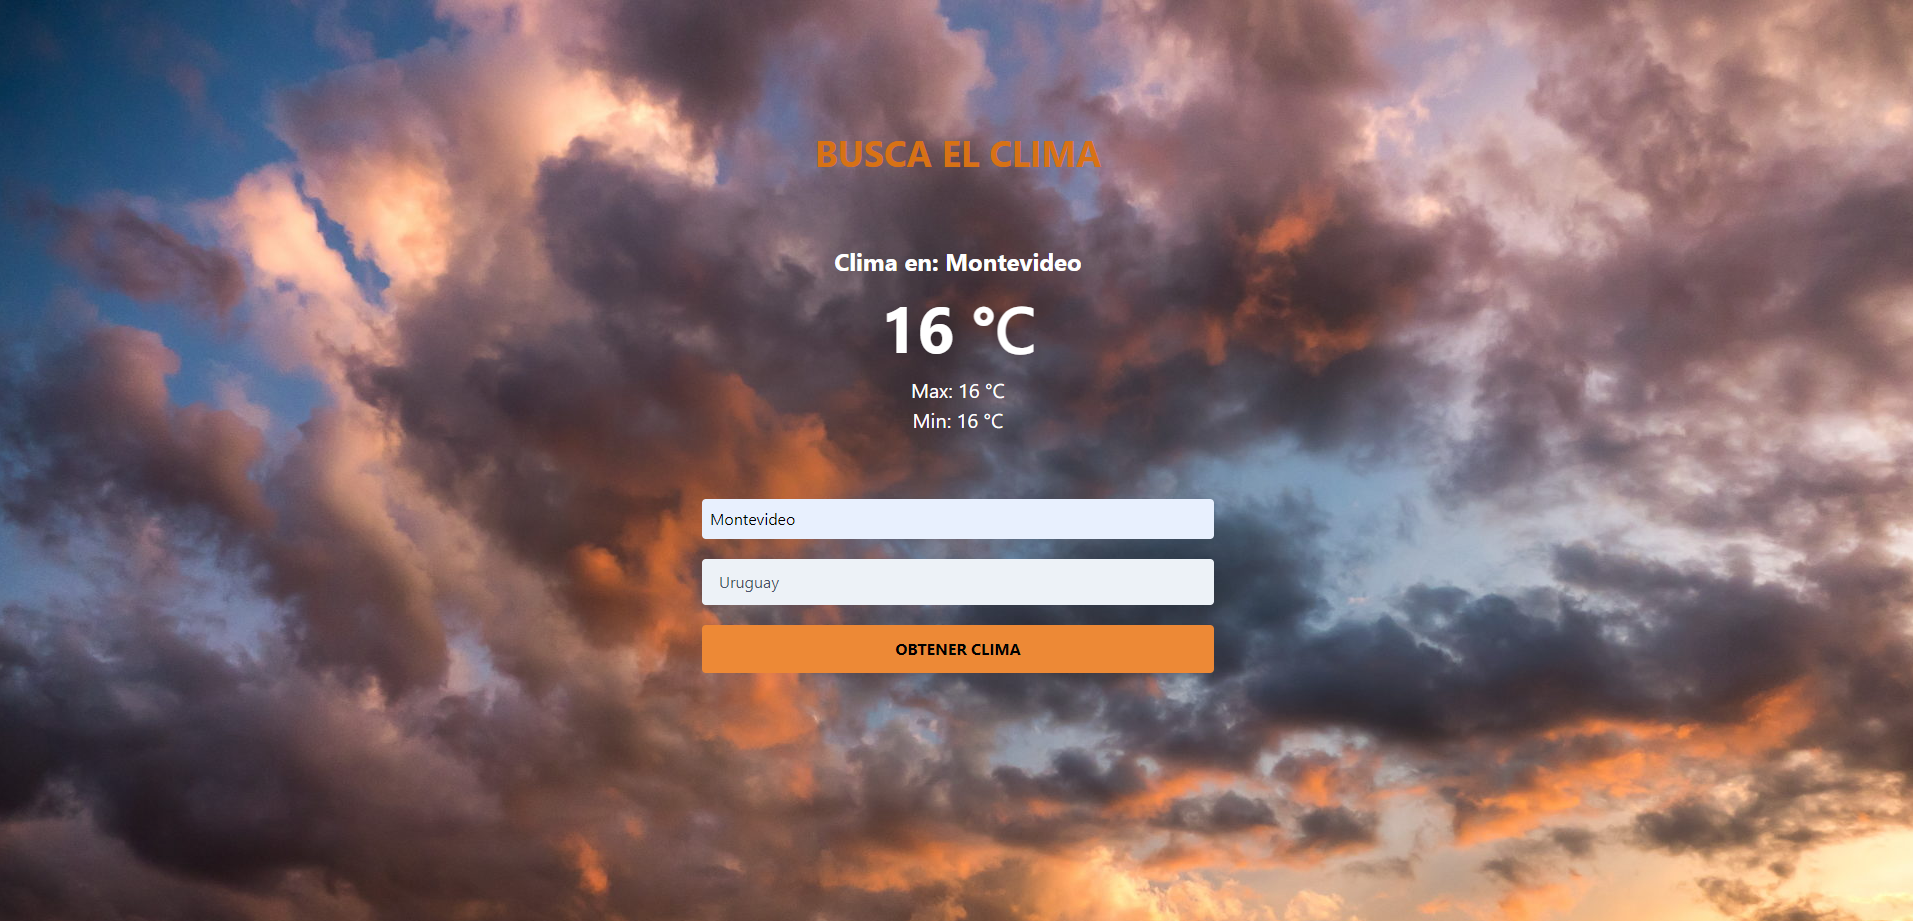 BUSCA EL CLIMA
Clima en: Montevideo
16 °C
Max: 16 °C
Min: 16 °C
Montevideo
Uruguay
OBTENER CLIMA